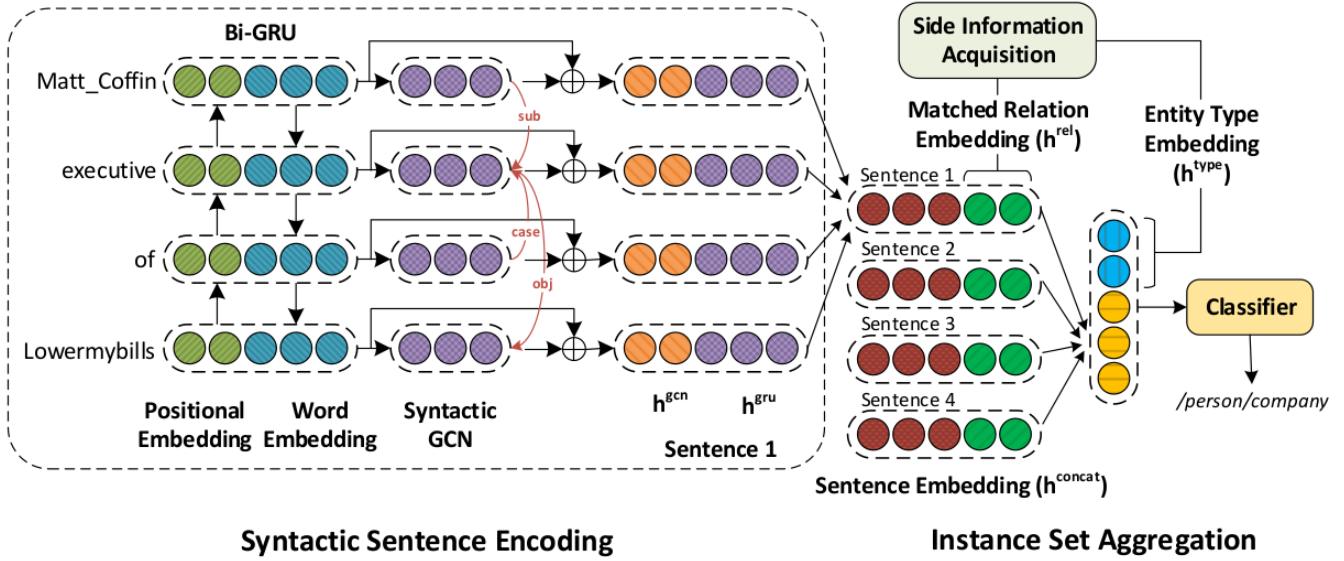 Bi-GRU
Matt_Coffin
executive
of
Lowermybills
sub
case
obj
Positional
Embedding
Word
Embedding
Syntactic
GCN
h^gcn
h^gru
Sentence 1
Syntactic Sentence Encoding
Side Information
Acquisition
Matched Relation
Embedding (h^rel)
Entity Type
Embedding
(h^type)
Sentence 1
Sentence 2
Sentence 3
Sentence 4
Sentence Embedding (h^concat)
Classifier
/person/company
Instance Set Aggregation